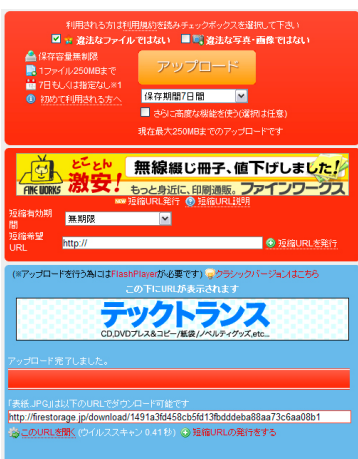 利用される方は利用規約を読みチェックボックスを選択して下さい
違法なファイルではない 違法な写真・画像ではない
保存容量無制限
1ファイル250MBまで
7日もしくは指定なし※1
初めて利用される方へ
アップロード
保存期間7日間
さらに高度な機能を使う(選択は任意)
現在最大250MBまでのアップロードです
FINE WORKS
とことん
激安!
無線綴じ冊子、値下げしました!
もっと身近に、印刷通販。ファインワークス
短縮URL発行 短縮URL説明
短縮有効期間
無期限
短縮希望URL
http://
短縮URLを発行
(※アップロードを行う為にはFlashPlayerが必要です) クラシックバージョンはこちら
この下にURLが表示されます
テックトランス
CD,DVDプレス&コピー/紙袋/ノベルティグッズ,etc...
アップロード完了しました。
「表紙.JPG」は以下のURLでダウンロード可能です
http://firestorage.jp/download/1491a3fd458cb5fd13fbdddeba88aa73c6aa08b1
このURLを開く (ウイルススキャン 0.41秒) 短縮URLの発行をする